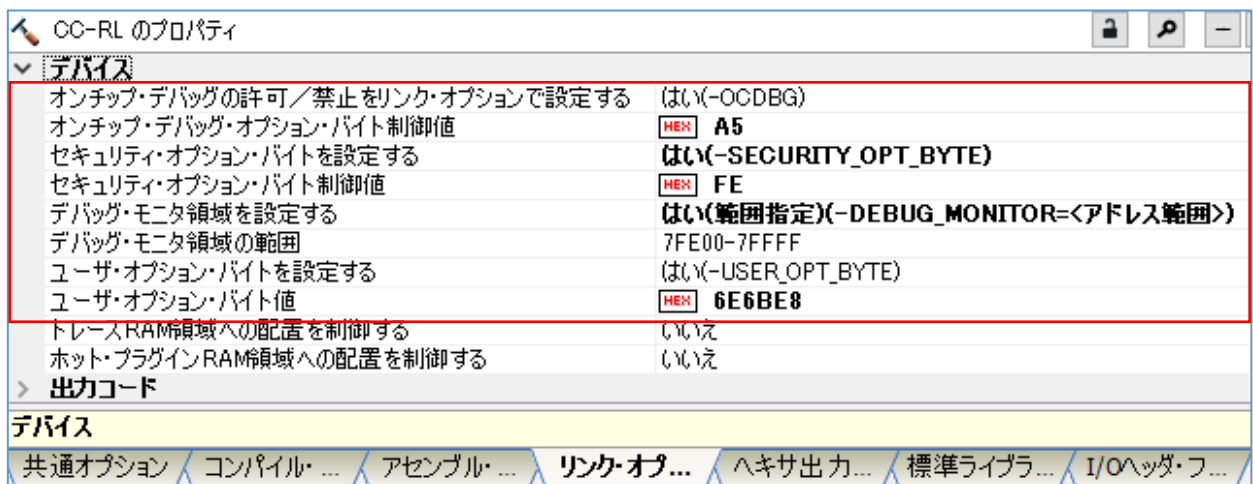 CC-RL のプロパティ
デバイス
オンチップ・デバッグの許可／禁止をリンク・オプションで設定する はい(-OCDBG)
オンチップ・デバッグ・オプション・バイト制御値 HEX A5
セキュリティ・オプション・バイトを設定する はい(-SECURITY_OPT_BYTE)
セキュリティ・オプション・バイト制御値 HEX FE
デバッグ・モニタ領域を設定する はい(範囲指定)(-DEBUG_MONITOR=<アドレス範囲>)
デバッグ・モニタ領域の範囲 7FE00-7FFFF
ユーザ・オプション・バイトを設定する はい(-USER_OPT_BYTE)
ユーザ・オプション・バイト値 HEX 6E6BE8
トレースRAM領域への配置を制御する いいえ
ホット・プラグインRAM領域への配置を制御する いいえ
出力コード
デバイス
共通オプション コンパイル・ ... アセンブル・ ... リンク・オプ... ヘキサ出力... 標準ライブラ... I/Oヘッダ・フ...